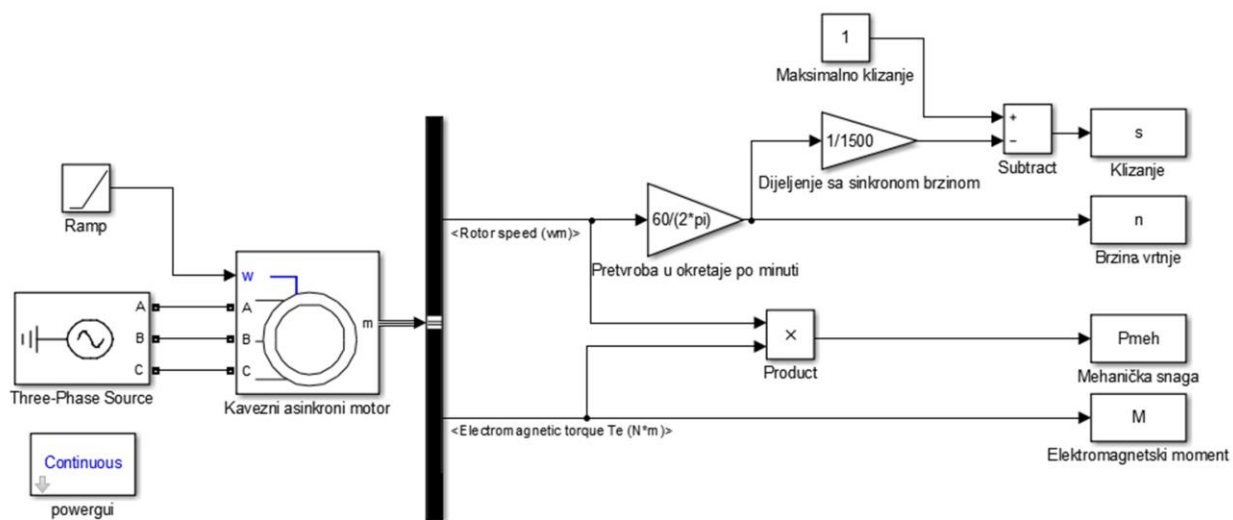 1
Maksimalno klizanje
1/1500
Dijeljenje sa sinkronom brzinom
+
−
Subtract
s
Klizanje
Ramp
<Rotor speed (wm)>
60/(2*pi)
Pretvroba u okretaje po minuti
n
Brzina vrtnje
w
A
B
C
m
Kavezni asinkroni motor
A
B
C
Three-Phase Source
×
Product
Pmeh
Mehanička snaga
<Electromagnetic torque Te (N*m)>
M
Elektromagnetski moment
Continuous
powergui